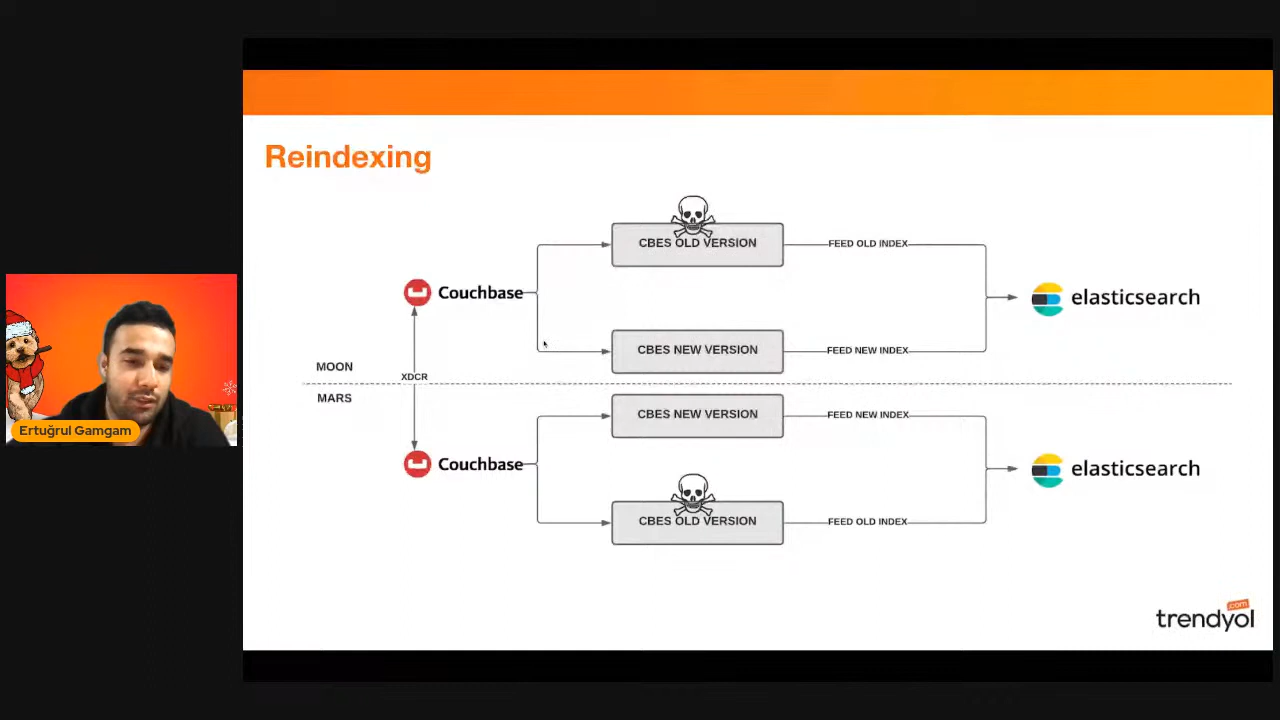 Reindexing
CBES OLD VERSION
FEED OLD INDEX
Couchbase
elasticsearch
CBES NEW VERSION
FEED NEW INDEX
MOON
XDCR
MARS
CBES NEW VERSION
FEED NEW INDEX
Ertuğrul Gamgam
Couchbase
elasticsearch
CBES OLD VERSION
FEED OLD INDEX
.com
trendyol